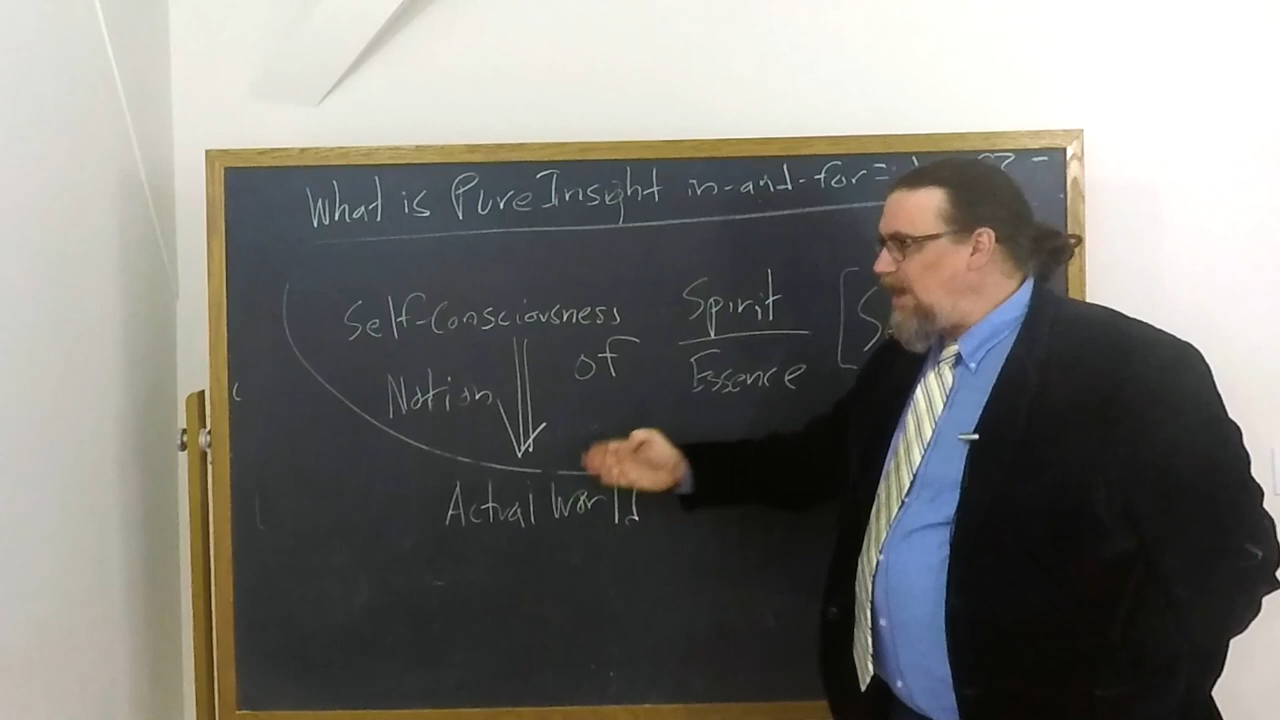 What is Pure Insight in-and-for-
Self-Consciousness of Spirit
Essence
Notion
Actual World